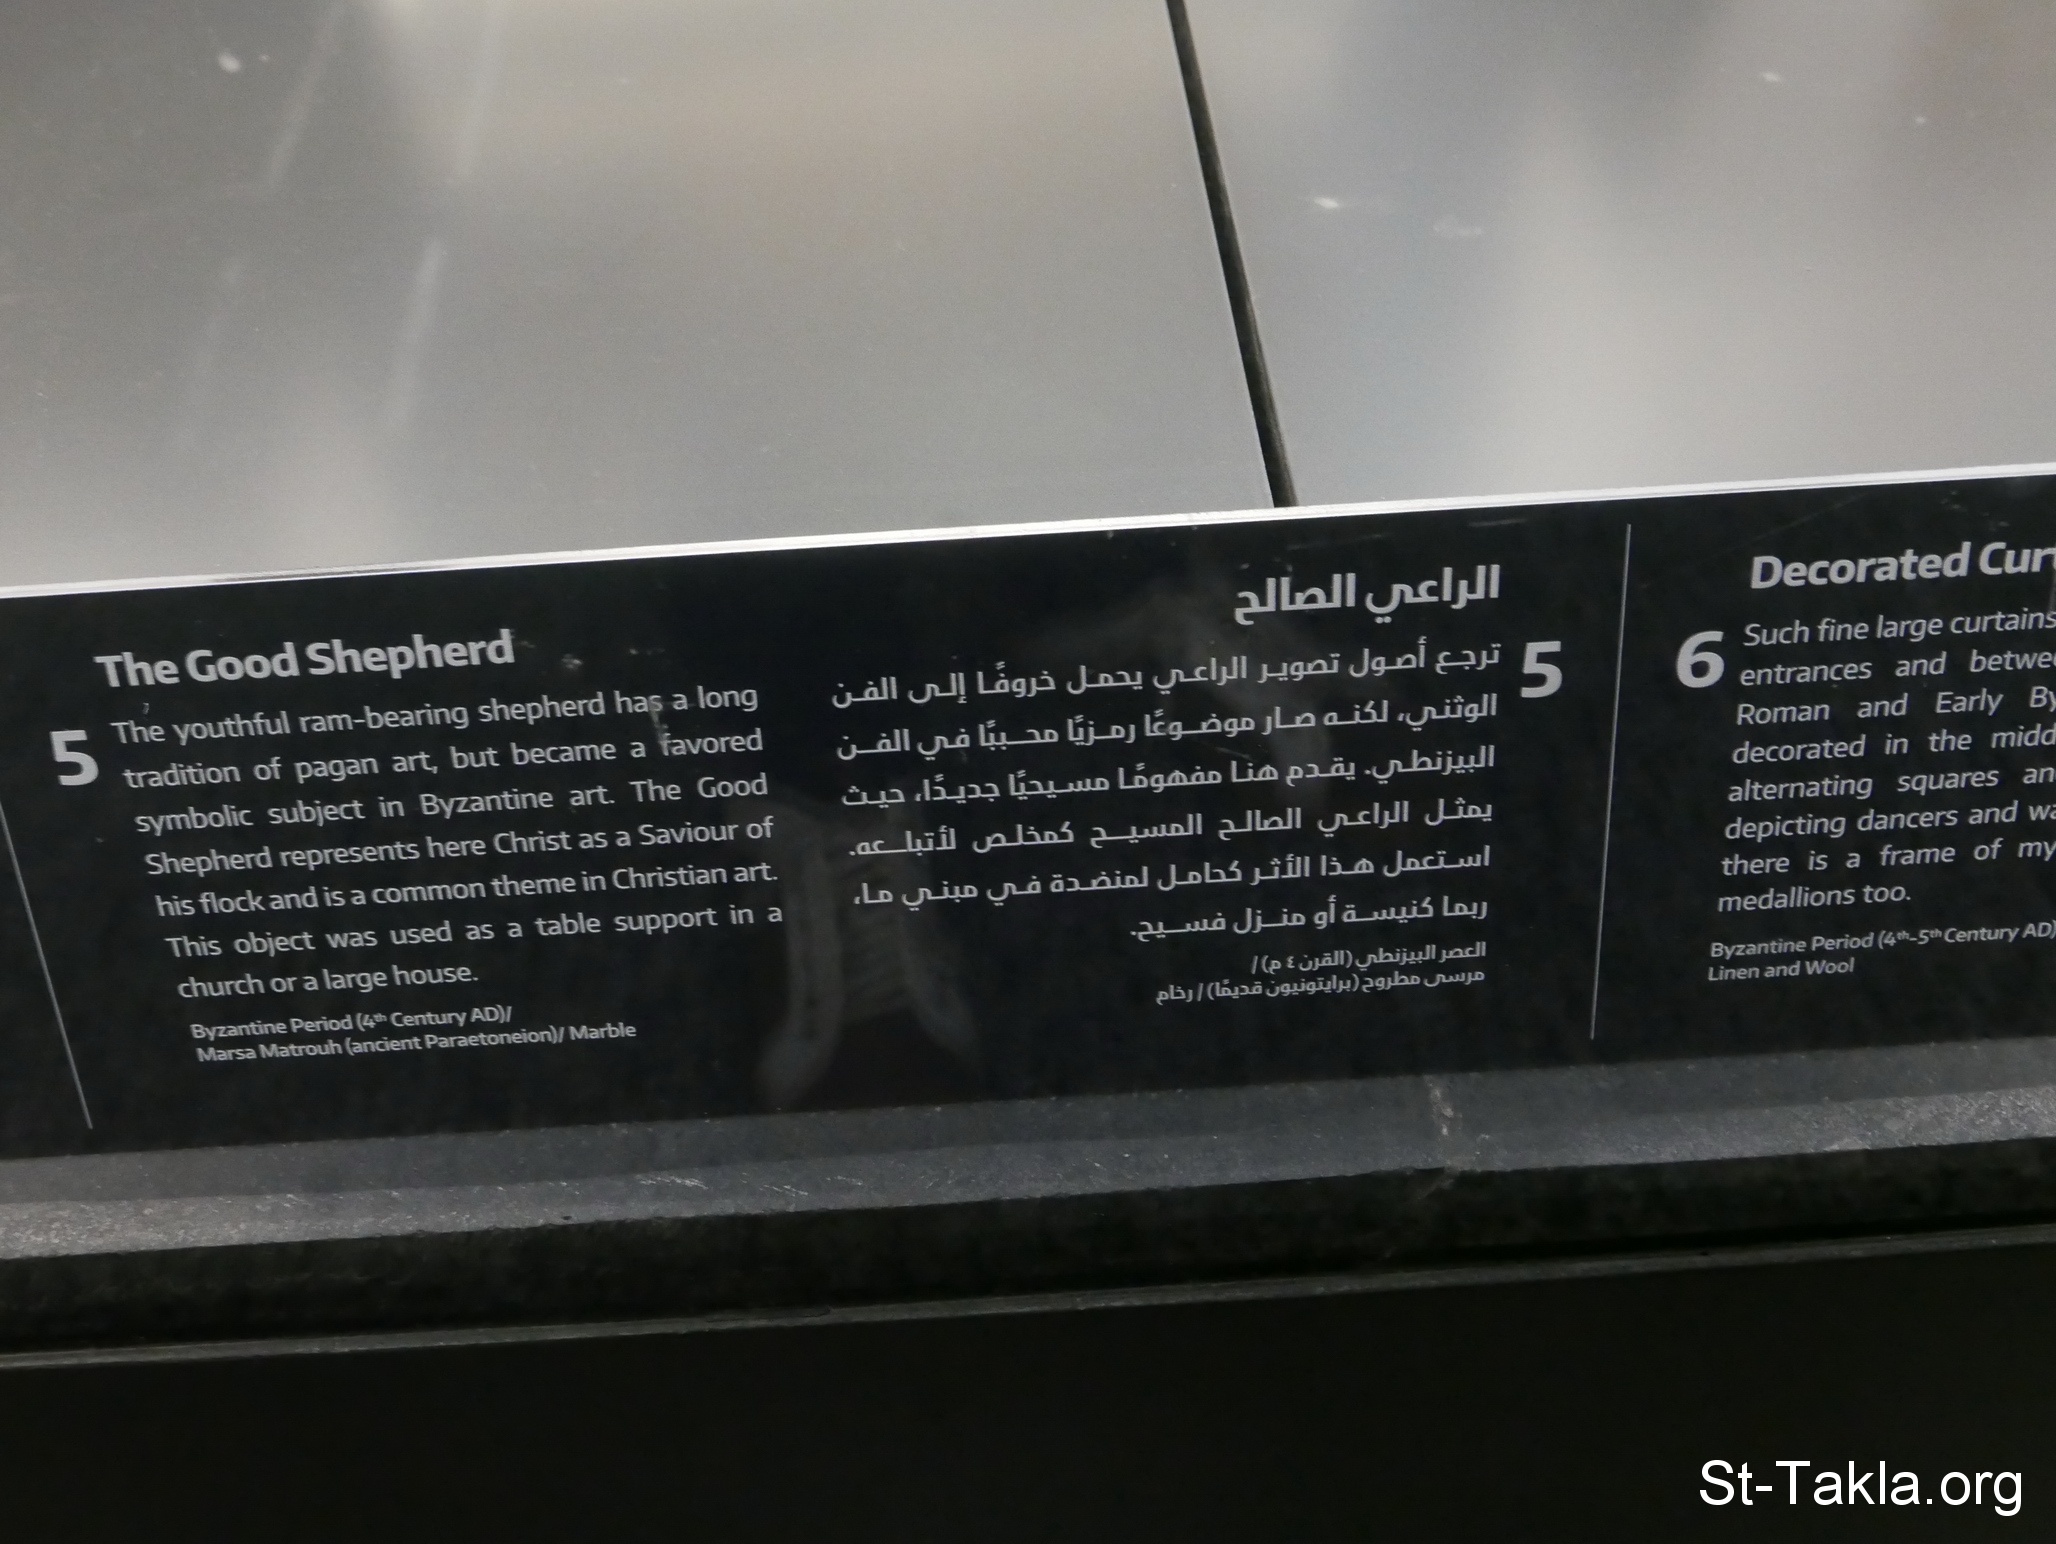 The Good Shepherd
5
The youthful ram-bearing shepherd has a long
tradition of pagan art, but became a favored
symbolic subject in Byzantine art. The Good
Shepherd represents here Christ as a Saviour of
his flock and is a common theme in Christian art.
This object was used as a table support in a
church or a large house.
Byzantine Period (4th Century AD)/
Marsa Matrouh (ancient Paraetoneion)/ Marble
الراعي الصالح
5
ترجع أصول تصوير الراعي يحمل خروفًا إلى الفن
الوثني، لكنه صار موضوعًا رمزيًا محببًا في الفن
البيزنطي. يقدم هنا مفهومًا مسيحيًا جديدًا، حيث
يمثل الراعي الصالح المسيح كمخلص لأتباعه.
استعمل هذا الأثر كحامل لمنضدة في مبني ما،
ربما كنيسة أو منزل فسيح.
العصر البيزنطي (القرن ٤ م)/
مرسى مطروح (برايتونيون قديمًا)/ رخام
Decorated
6
Such fine large curtains
entrances and
Roman and Early
decorated in the
alternating squares
depicting dancers and
there is a frame of
medallions too.
Byzantine Period (4th-5th Century AD)
Linen and Wool
St-Takla.org